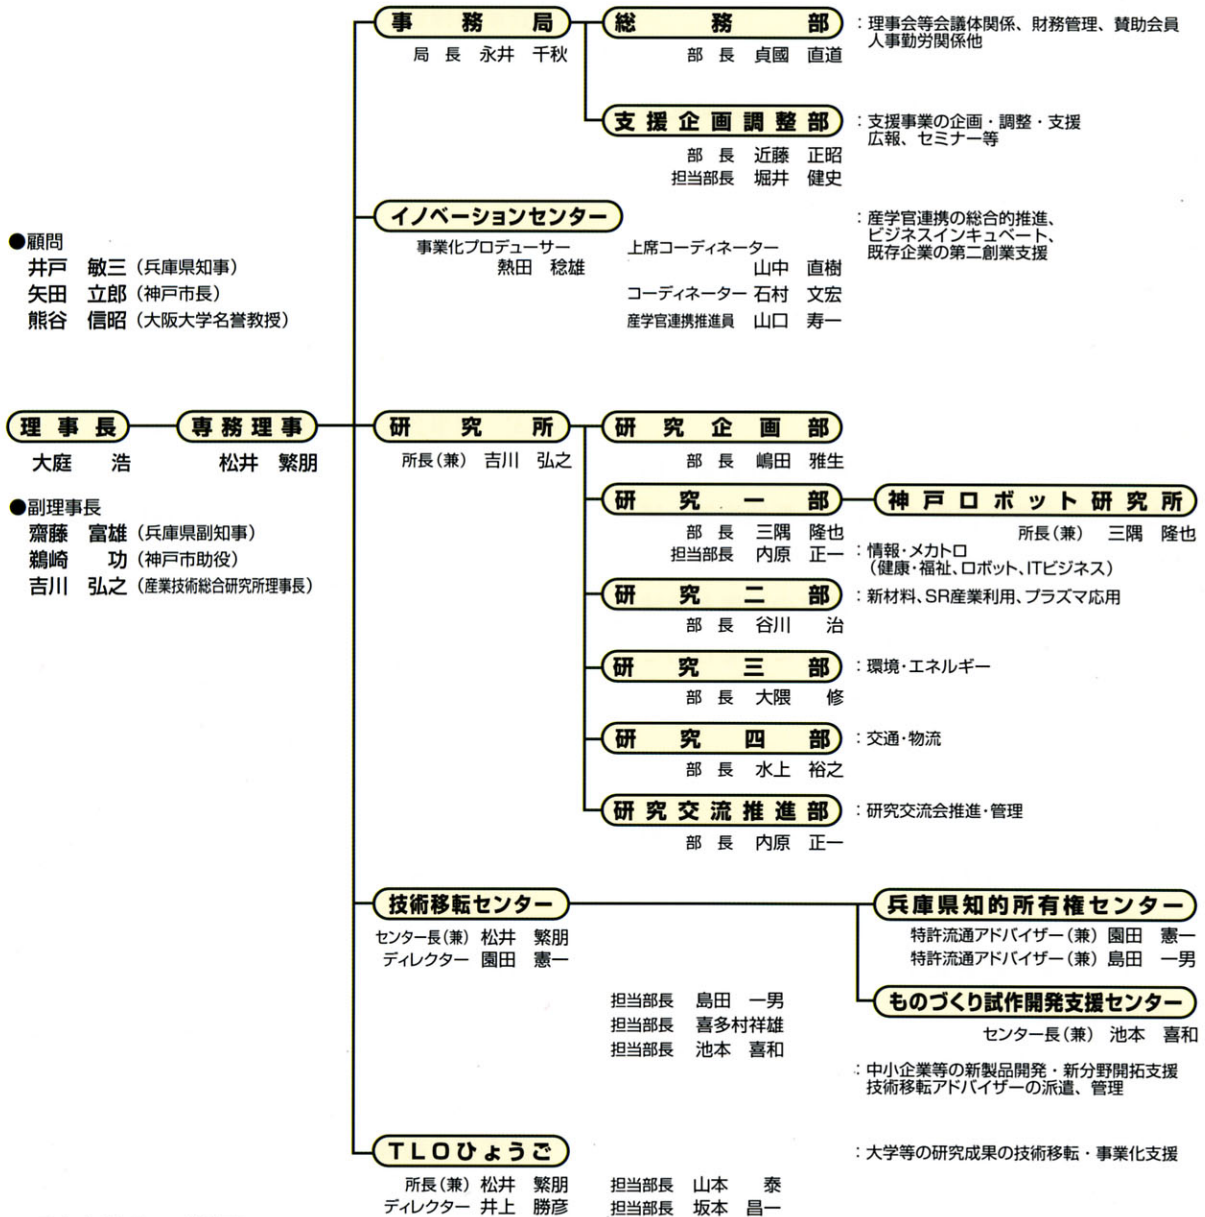 事務局
局長 永井 千秋
総務部
部長 貞國 直道
：理事会等会議体関係、財務管理、賛助会員
人事勤労関係他
支援企画調整部
部長 近藤 正昭
担当部長 堀井 健史
：支援事業の企画・調整・支援
広報、セミナー等
イノベーションセンター
事業化プロデューサー
熱田 稔雄
上席コーディネーター
山中 直樹
コーディネーター 石村 文宏
産学官連携推進員 山口 寿一
：産学官連携の総合的推進、
ビジネスインキュベート、
既存企業の第二創業支援
●顧問
井戸 敏三（兵庫県知事）
矢田 立郎（神戸市長）
熊谷 信昭（大阪大学名誉教授）
理事長
大庭 浩
専務理事
松井 繁朋
●副理事長
齋藤 富雄（兵庫県副知事）
鵜崎 功（神戸市助役）
吉川 弘之（産業技術総合研究所理事長）
研究所
所長（兼） 吉川 弘之
研究企画部
部長 嶋田 雅生
研究一部
部長 三隅 隆也
担当部長 内原 正一
神戸ロボット研究所
所長（兼） 三隅 隆也
：情報・メカトロ
（健康・福祉、ロボット、ITビジネス）
研究二部
部長 谷川 治
：新材料、SR産業利用、プラズマ応用
研究三部
部長 大隈 修
：環境・エネルギー
研究四部
部長 水上 裕之
：交通・物流
研究交流推進部
部長 内原 正一
：研究交流会推進・管理
技術移転センター
センター長（兼） 松井 繁朋
ディレクター 園田 憲一
担当部長 島田 一男
担当部長 喜多村祥雄
担当部長 池本 喜和
兵庫県知的所有権センター
特許流通アドバイザー（兼） 園田 憲一
特許流通アドバイザー（兼） 島田 一男
ものづくり試作開発支援センター
センター長（兼） 池本 喜和
：中小企業等の新製品開発・新分野開拓支援
技術移転アドバイザーの派遣、管理
TLOひょうご
所長（兼） 松井 繁朋
ディレクター 井上 勝彦
担当部長 山本 泰
担当部長 坂本 昌一
：大学等の研究成果の技術移転・事業化支援